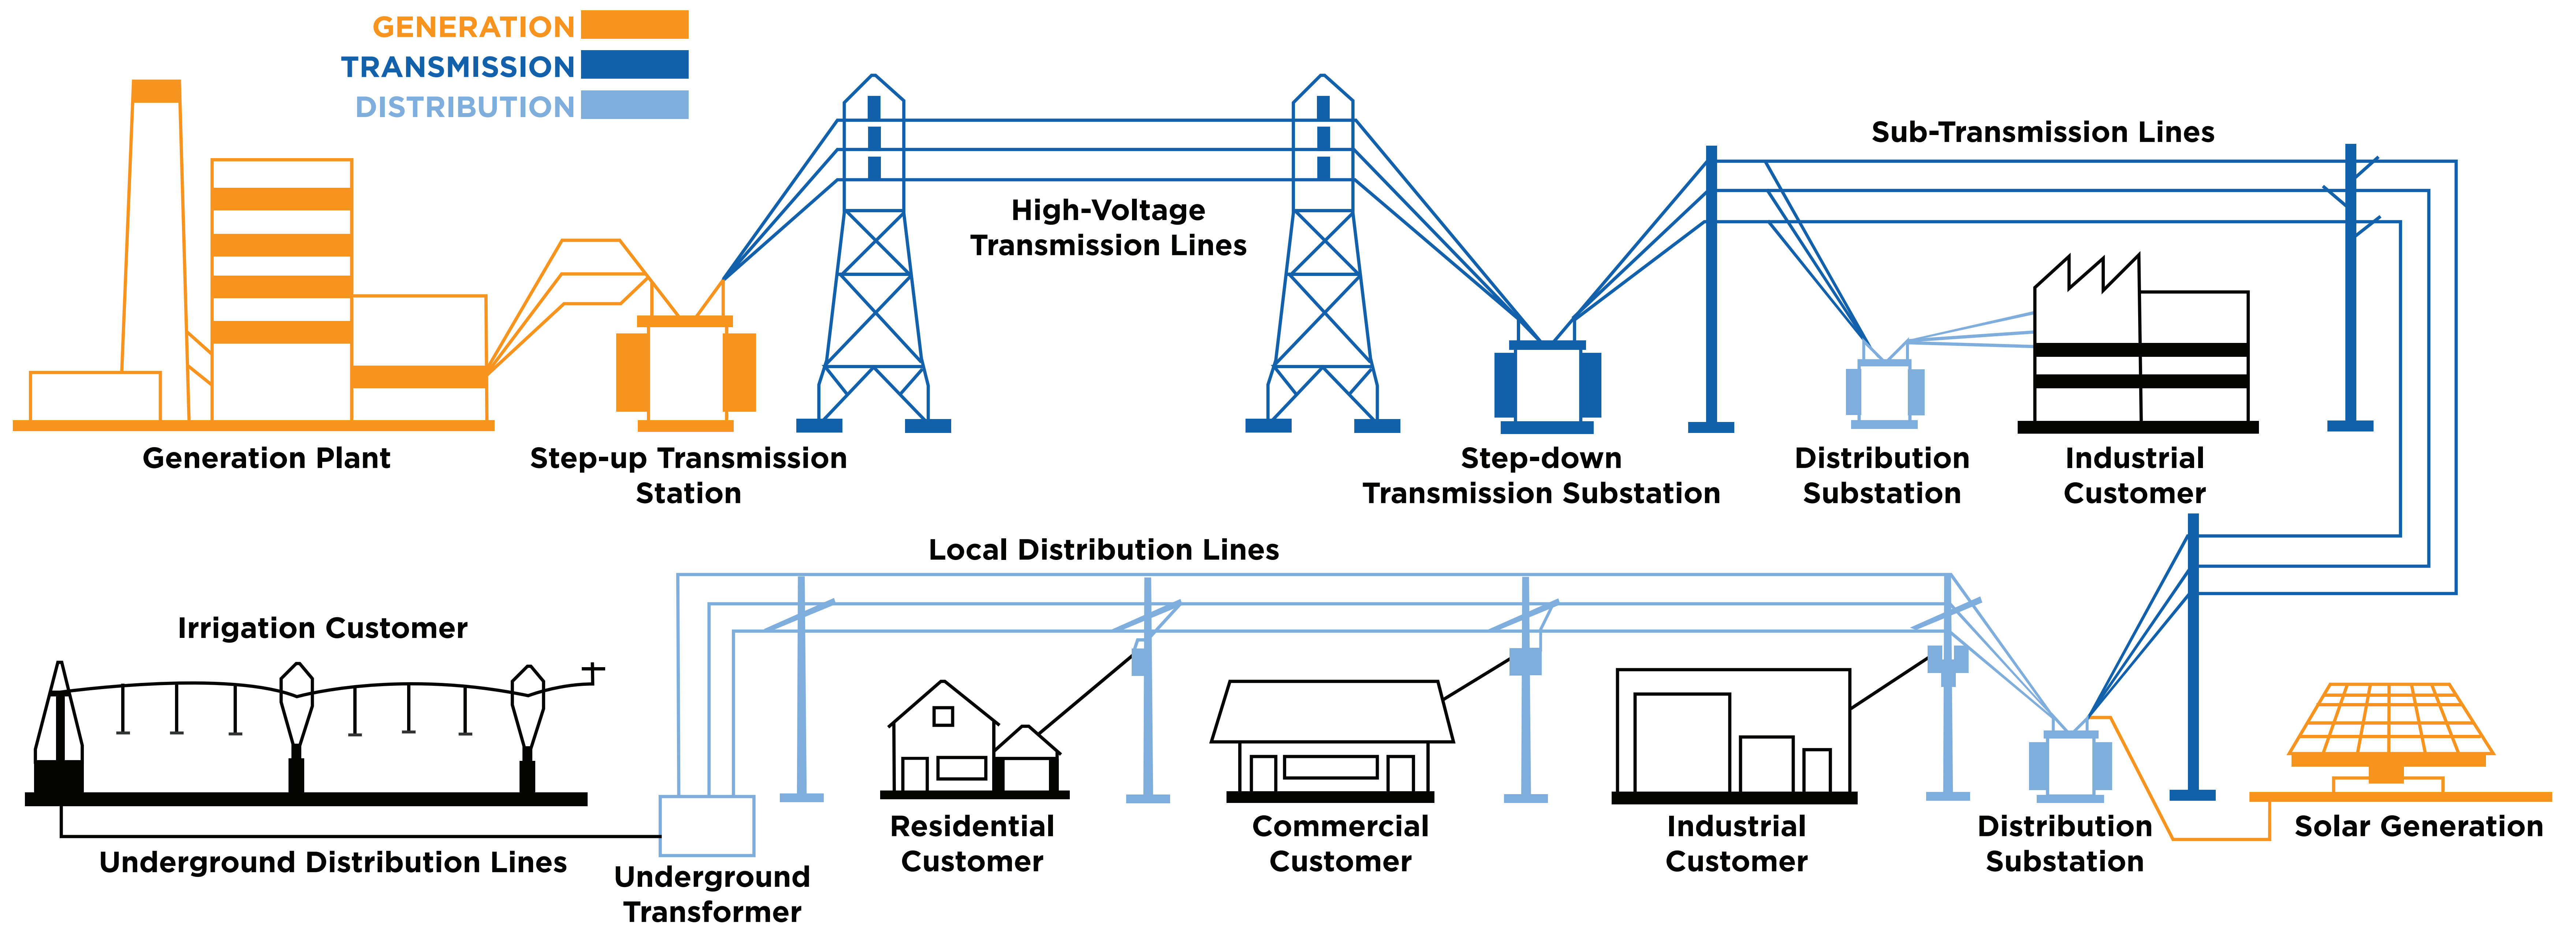 GENERATION
TRANSMISSION
DISTRIBUTION
Sub-Transmission Lines
High-Voltage
Transmission Lines
Generation Plant
Step-up Transmission
Station
Step-down
Transmission Substation
Distribution
Substation
Industrial
Customer
Local Distribution Lines
Irrigation Customer
Underground Distribution Lines
Underground
Transformer
Residential
Customer
Commercial
Customer
Industrial
Customer
Distribution
Substation
Solar Generation